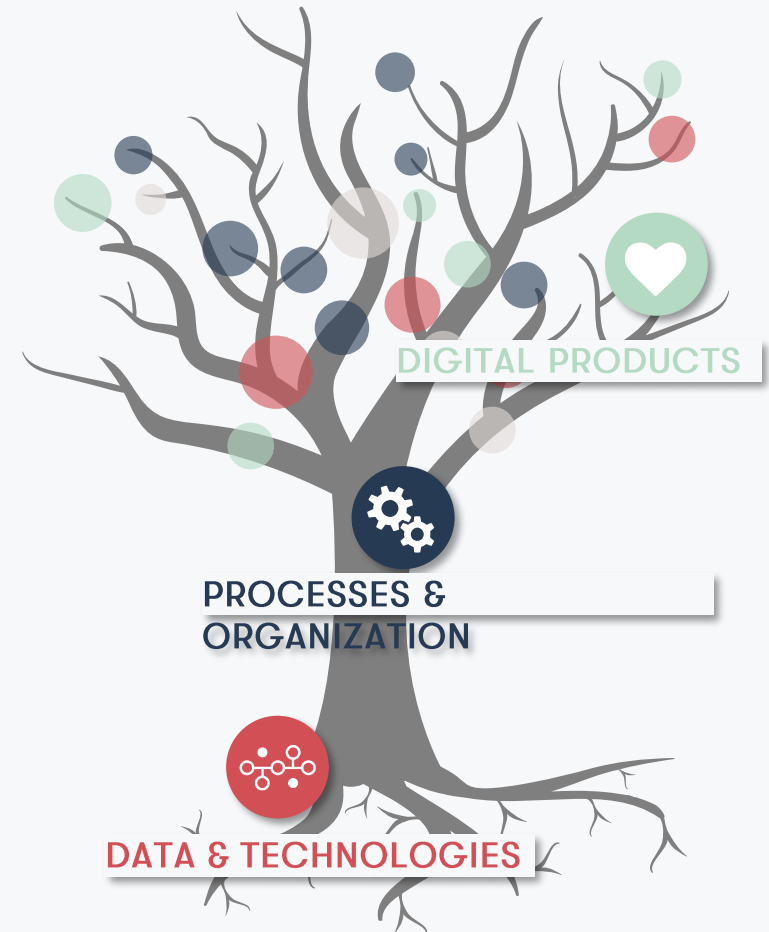 DIGITAL PRODUCTS
PROCESSES &
ORGANIZATION
DATA & TECHNOLOGIES